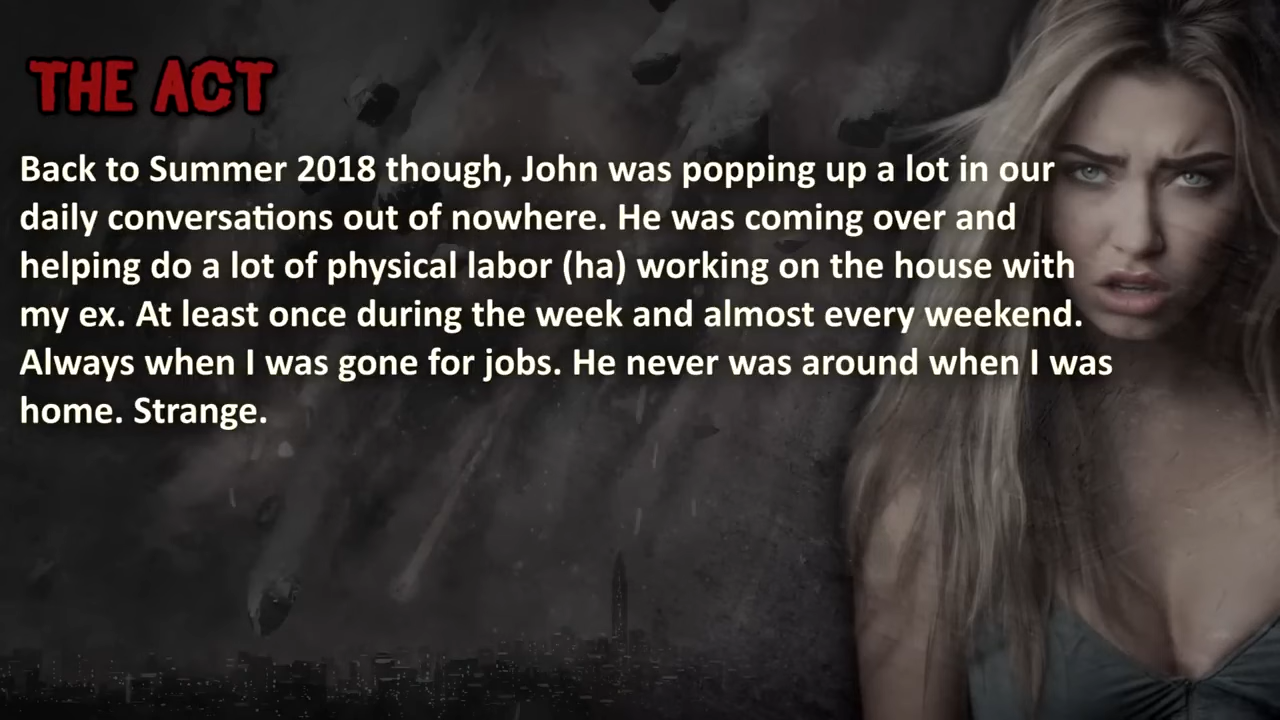 THE ACT
Back to Summer 2018 though, John was popping up a lot in our
daily conversations out of nowhere. He was coming over and
helping do a lot of physical labor (ha) working on the house with
my ex. At least once during the week and almost every weekend.
Always when I was gone for jobs. He never was around when I was
home. Strange.